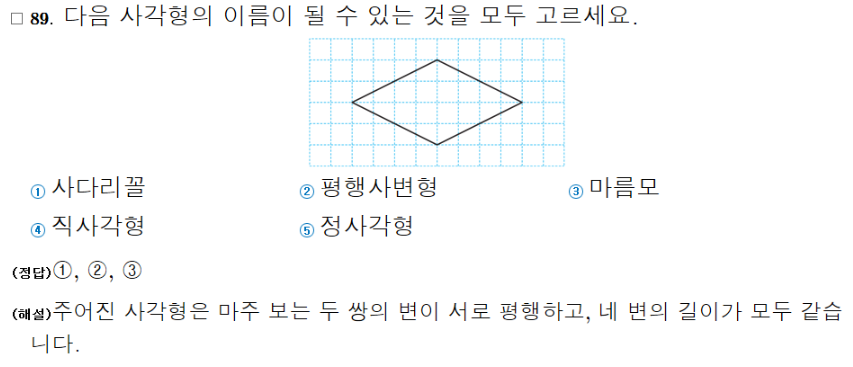 □ 89. 다음 사각형의 이름이 될 수 있는 것을 모두 고르세요.
① 사다리꼴 ② 평행사변형 ③ 마름모
④ 직사각형 ⑤ 정사각형
(정답)①, ②, ③
(해설)주어진 사각형은 마주 보는 두 쌍의 변이 서로 평행하고, 네 변의 길이가 모두 같습
니다.